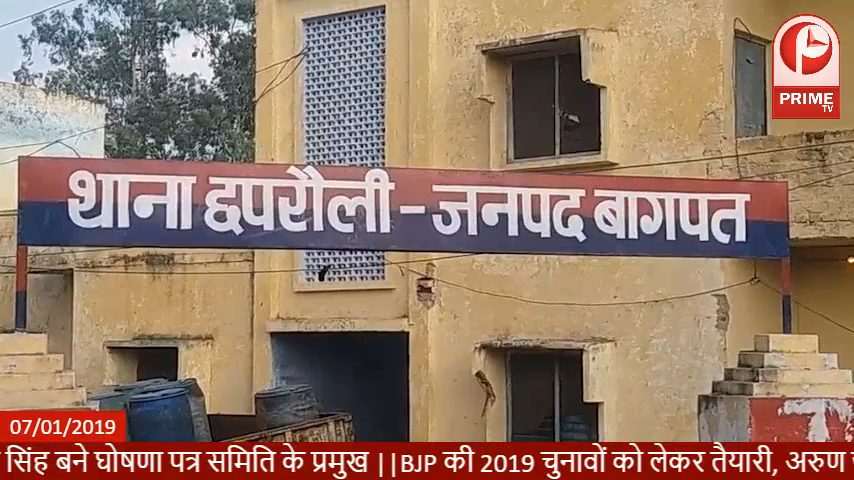 PRIME
TV
थाना छपरौली - जनपद बागपत
07/01/2019
सिंह बने घोषणा पत्र समिति के प्रमुख ||BJP की 2019 चुनावों को लेकर तैयारी, अरुण